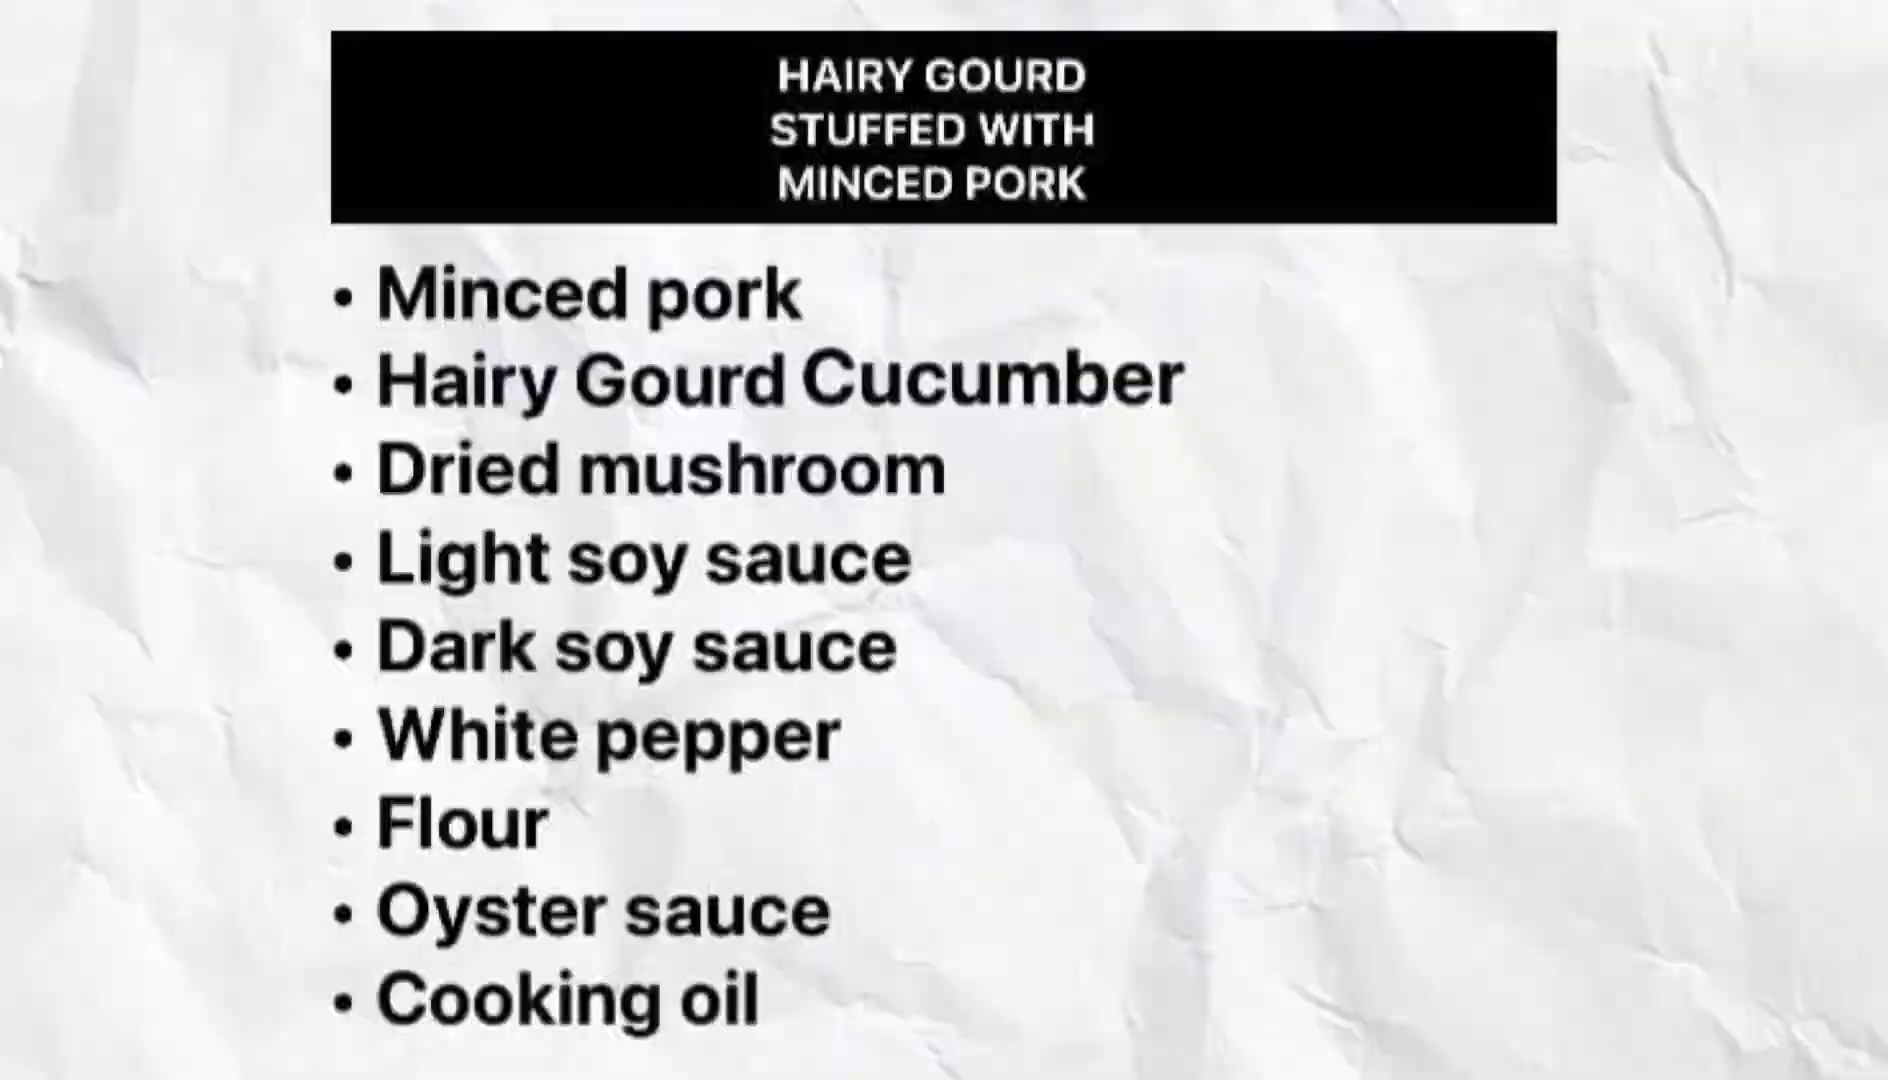 HAIRY GOURD
STUFFED WITH
MINCED PORK
• Minced pork
• Hairy Gourd Cucumber
• Dried mushroom
• Light soy sauce
• Dark soy sauce
• White pepper
• Flour
• Oyster sauce
• Cooking oil